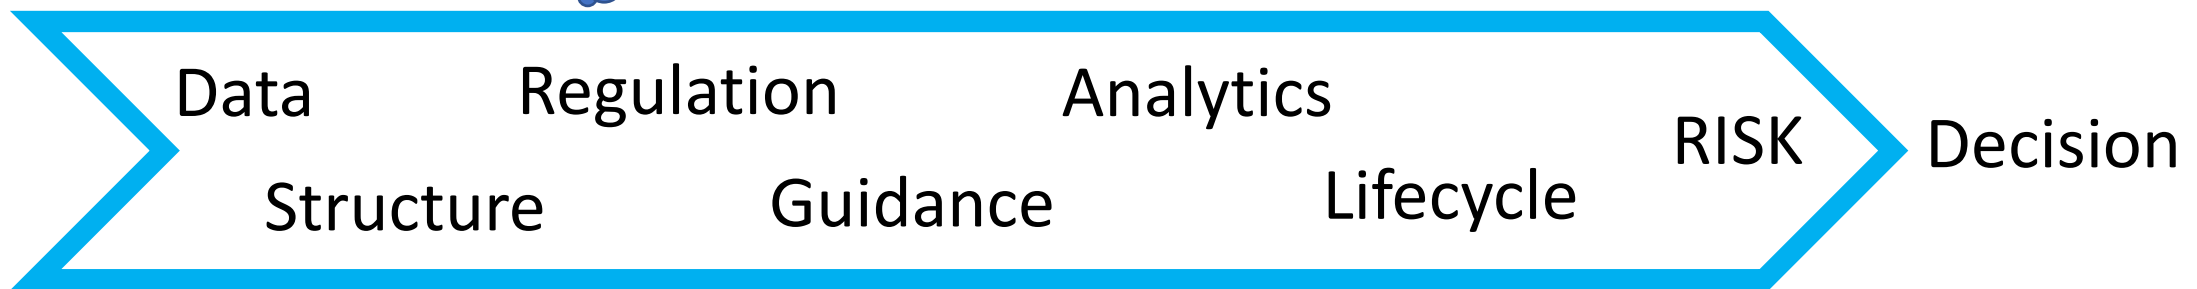 Data
Regulation
Analytics
RISK
Decision
Structure
Guidance
Lifecycle